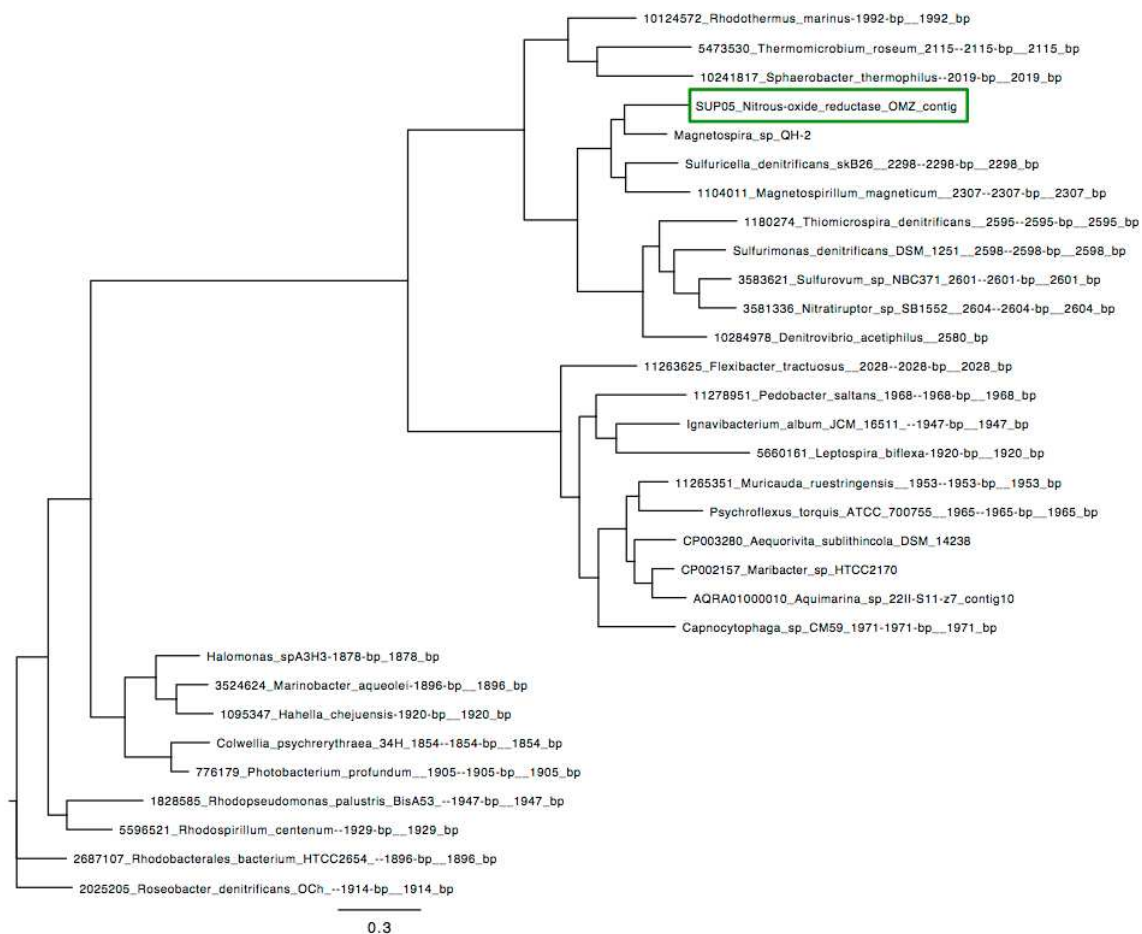 10124572_Rhodothermus_marinus-1992-bp__1992_bp
5473530_Thermomicrobium_roseum_2115--2115-bp__2115_bp
10241817_Sphaerobacter_thermophilus--2019-bp__2019_bp
SUP05_Nitrous-oxide_reductase_OMZ_contig
Magnetospira_sp_QH-2
Sulfuricella_denitrificans_skB26__2298--2298-bp__2298_bp
1104011_Magnetospirillum_magneticum__2307--2307-bp__2307_bp
1180274_Thiomicrospira_denitrificans__2595--2595-bp__2595_bp
Sulfurimonas_denitrificans_DSM_1251__2598--2598-bp__2598_bp
3583621_Sulfurovum_sp_NBC371_2601--2601-bp__2601_bp
3581336_Nitratiruptor_sp_SB1552__2604--2604-bp__2604_bp
10284978_Denitrovibrio_acetiphilus__2580_bp
11263625_Flexibacter_tractuosus__2028--2028-bp__2028_bp
11278951_Pedobacter_saltans_1968--1968-bp__1968_bp
Ignavibacterium_album_JCM_16511_--1947-bp__1947_bp
5660161_Leptospira_biflexa-1920-bp__1920_bp
11265351_Muricauda_ruestringensis__1953--1953-bp__1953_bp
Psychroflexus_torquis_ATCC_700755__1965--1965-bp__1965_bp
CP003280_Aequorivita_sublithincola_DSM_14238
CP002157_Maribacter_sp_HTCC2170
AQRA01000010_Aquimarina_sp_22II-S11-z7_contig10
Capnocytophaga_sp_CM59_1971-1971-bp__1971_bp
Halomonas_spA3H3-1878-bp_1878_bp
3524624_Marinobacter_aqueolei-1896-bp__1896_bp
1095347_Hahella_chejuensis-1920-bp__1920_bp
Colwellia_psychrerythraea_34H_1854--1854-bp__1854_bp
776179_Photobacterium_profundum__1905--1905-bp__1905_bp
1828585_Rhodopseudomonas_palustris_BisA53_--1947-bp__1947_bp
5596521_Rhodospirillum_centenum--1929-bp__1929_bp
2687107_Rhodobacterales_bacterium_HTCC2654_--1896-bp__1896_bp
2025205_Roseobacter_denitrificans_OCh_--1914-bp__1914_bp
0.3